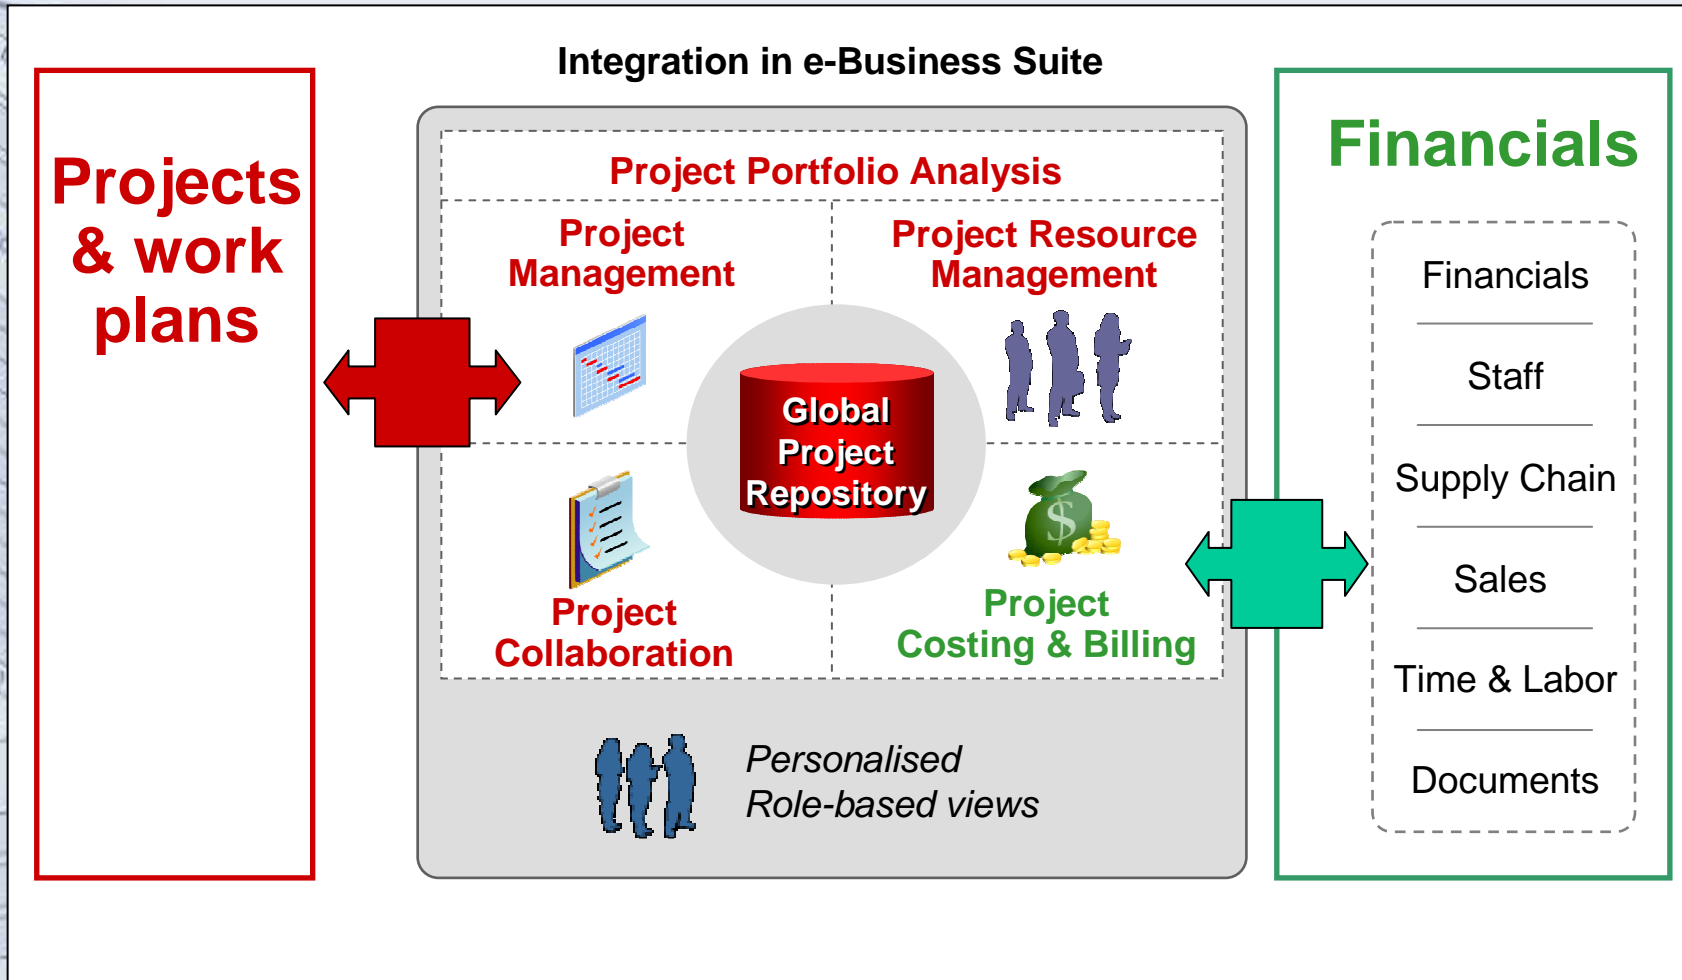 Integration in e-Business Suite
Projects
& work
plans
Project Portfolio Analysis
Project
Management
Project Resource
Management
Global
Project
Repository
$
Project
Collaboration
Project
Costing & Billing
Personalised
Role-based views
Financials
Financials
Staff
Supply Chain
Sales
Time & Labor
Documents